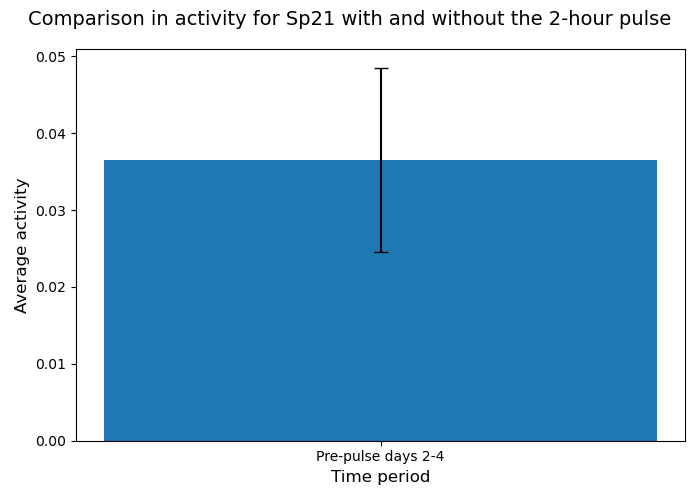 Comparison in activity for Sp21 with and without the 2-hour pulse
0.05
0.04
0.03
0.02
0.01
0.00
Average activity
Pre-pulse days 2-4
Time period